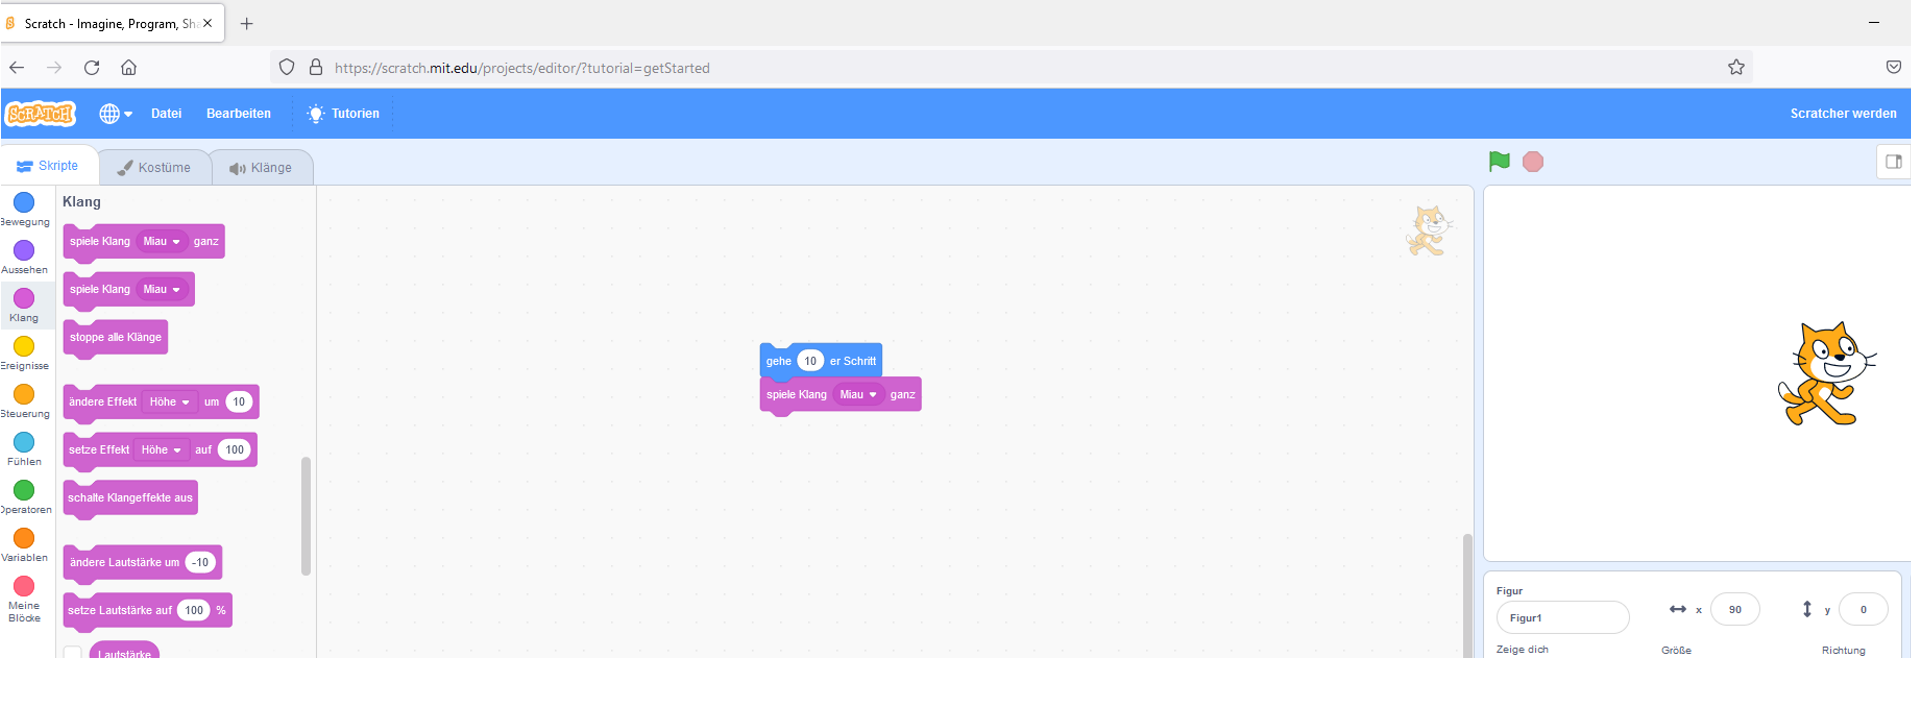 Scratch - Imagine, Program, Sha
https://scratch.mit.edu/projects/editor/?tutorial=getStarted
SCRATCH
Datei
Bearbeiten
Tutorien
Scratcher werden
Skripte
Kostüme
Klänge
Bewegung
Aussehen
Klang
Ereignisse
Steuerung
Fühlen
Operatoren
Variablen
Meine
Blöcke
Klang
spiele Klang Miau ganz
spiele Klang Miau
stoppe alle Klänge
ändere Effekt Höhe um 10
setze Effekt Höhe auf 100
schalte Klangeffekte aus
ändere Lautstärke um -10
setze Lautstärke auf 100 %
Lautstärke
gehe 10 er Schritt
spiele Klang Miau ganz
Figur
Figur1
x 90
y 0
Zeige dich
Größe
Richtung